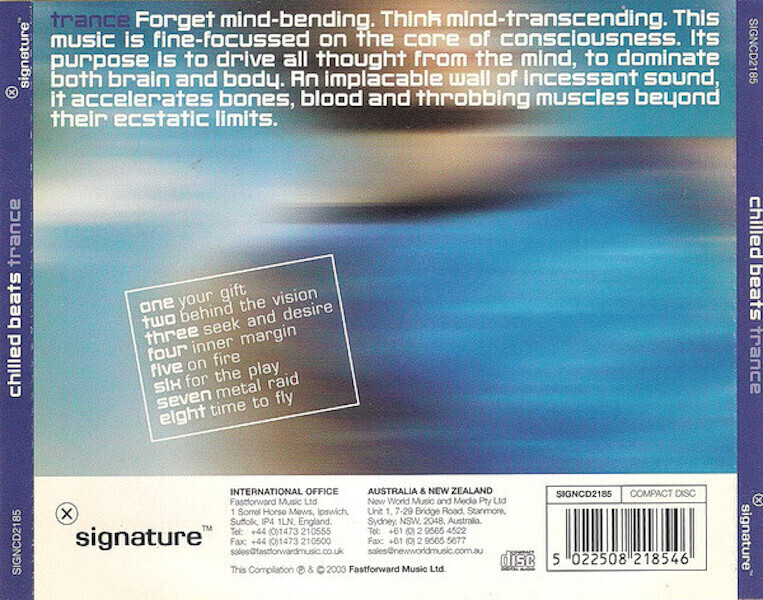 trance Forget mind-bending. Think mind-transcending. This
music is fine-focussed on the core of consciousness. Its
purpose is to drive all thought from the mind, to dominate
both brain and body. An implacable wall of incessant sound,
it accelerates bones, blood and throbbing muscles beyond
their ecstatic limits.
signature™
chilled beats trance
SIGNCD2185
one your gift
two behind the vision
three seek and desire
four inner margin
five on fire
six for the play
seven metal raid
eight time to fly
signature™
INTERNATIONAL OFFICE
Fastforward Music Ltd
1 Sorrel Horse Mews, Ipswich,
Suffolk, IP4 1LN, England.
Tel: +44 (0)1473 210555
Fax: +44 (0)1473 210500
sales@fastforwardmusic.co.uk
AUSTRALIA & NEW ZEALAND
New World Music and Media Pty Ltd
Unit 1, 7-29 Bridge Road, Stanmore,
Sydney, NSW, 2048, Australia.
Tel: +61 (0) 2 9565 4522
Fax: +61 (0) 2 9565 5677
sales@newworldmusic.com.au
This Compilation ℗ & © 2003 Fastforward Music Ltd.
COMPACT
disc
DIGITAL AUDIO
SIGNCD2185 COMPACT DISC
5 022508 218546
SIGNCD2185
chilled beats trance
signature™